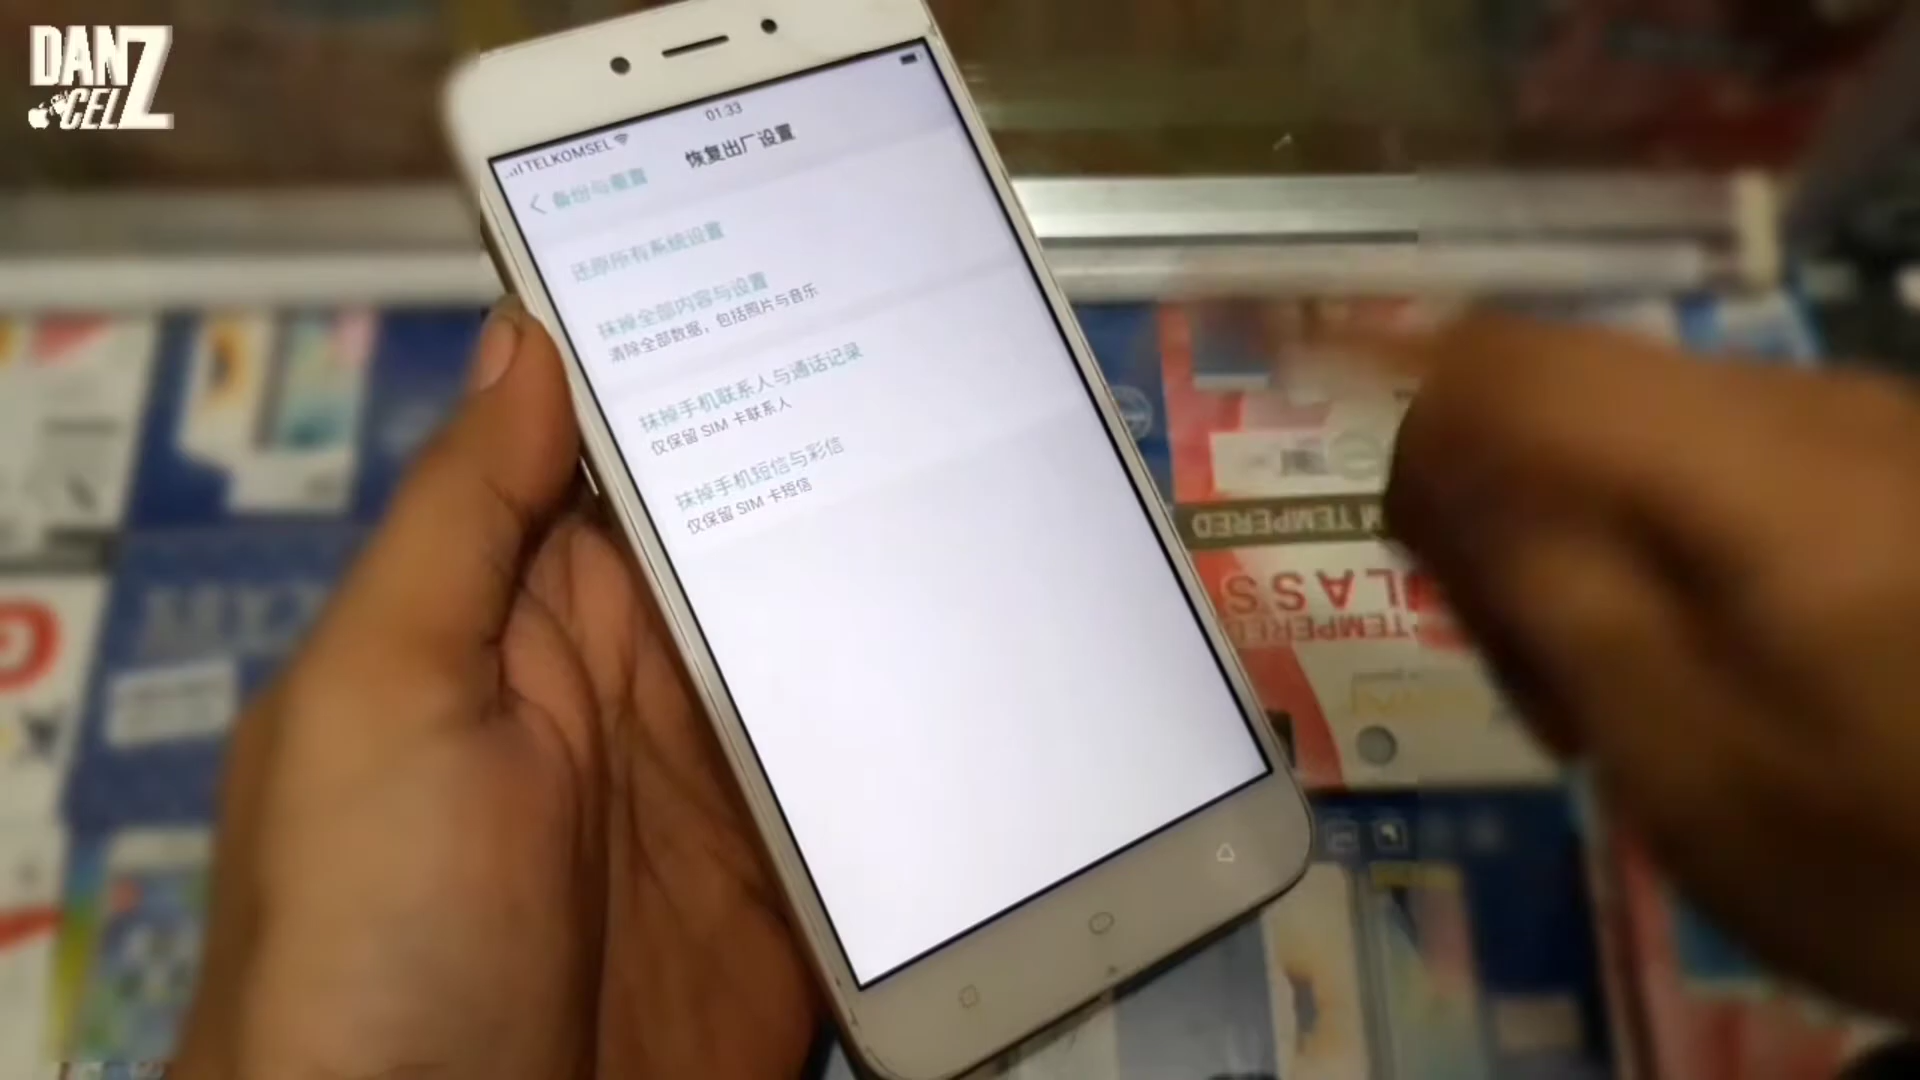 DANZ
CEL
TELKOMSEL
01:33
备份与重置
恢复出厂设置
还原所有系统设置
抹掉全部内容与设置
清除全部数据，包括照片与音乐
抹掉手机联系人与通话记录
仅保留 SIM 卡联系人
抹掉手机短信与彩信
仅保留 SIM 卡短信
M TEMPERED
GLASS
TEMPERED